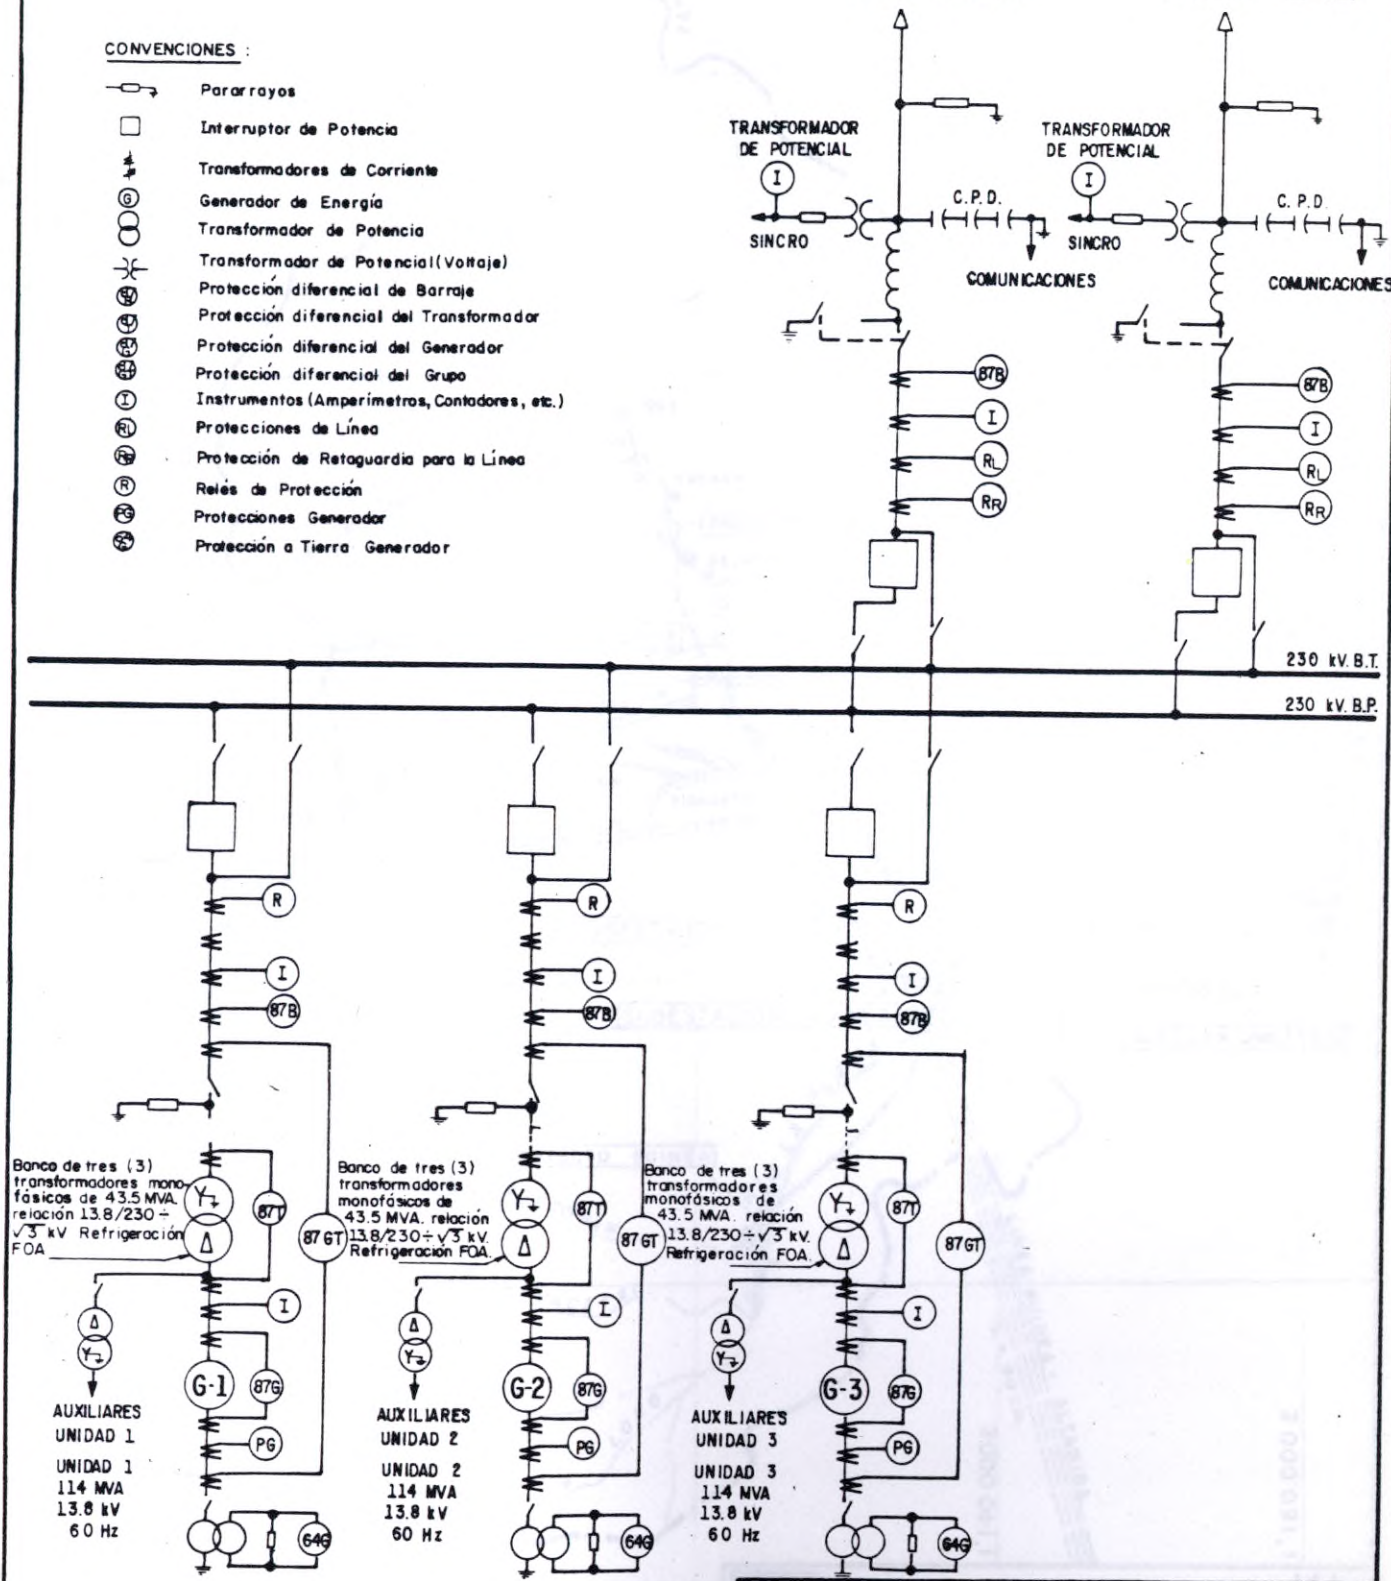 CONVENCIONES :
Pararrayos
Interruptor de Potencia
Transformadores de Corriente
G Generador de Energía
Transformador de Potencia
Transformador de Potencial (Voltaje)
Protección diferencial de Barraje
Protección diferencial del Transformador
Protección diferencial del Generador
Protección diferencial del Grupo
I Instrumentos (Amperímetros, Contadores, etc.)
RL Protecciones de Línea
Protección de Retaguardia para la Línea
R Relés de Protección
PG Protecciones Generador
Protección a Tierra Generador
TRANSFORMADOR
DE POTENCIAL
I
SINCRO
C.P.D.
COMUNICACIONES
87B
I
RL
RR
TRANSFORMADOR
DE POTENCIAL
I
SINCRO
C. P. D.
COMUNICACIONES
87B
I
RL
RR
230 kV. B.T.
230 kV. B.P.
R
I
87B
87T
87GT
Banco de tres (3)
transformadores mono-
fásicos de 43.5 MVA.
relación 13.8/230÷
√3 kV Refrigeración
FOA
Y
Δ
I
Δ
Y
G-1
87G
PG
AUXILIARES
UNIDAD 1
UNIDAD 1
114 MVA
13.8 kV
60 Hz
64G
R
I
87B
87T
87GT
Banco de tres (3)
transformadores
monofásicos de
43.5 MVA. relación
13.8/230÷√3 kV.
Refrigeración FOA.
Y
Δ
I
Δ
Y
G-2
87G
PG
AUXILIARES
UNIDAD 2
UNIDAD 2
114 MVA
13.8 kV
60 Hz
64G
R
I
87B
87T
87GT
Banco de tres (3)
transformadores
monofásicos de
43.5 MVA. relación
13.8/230÷√3 kV.
Refrigeración FOA.
Y
Δ
I
Δ
Y
G-3
87G
PG
AUXILIARES
UNIDAD 3
UNIDAD 3
114 MVA
13.8 kV
60 Hz
64G